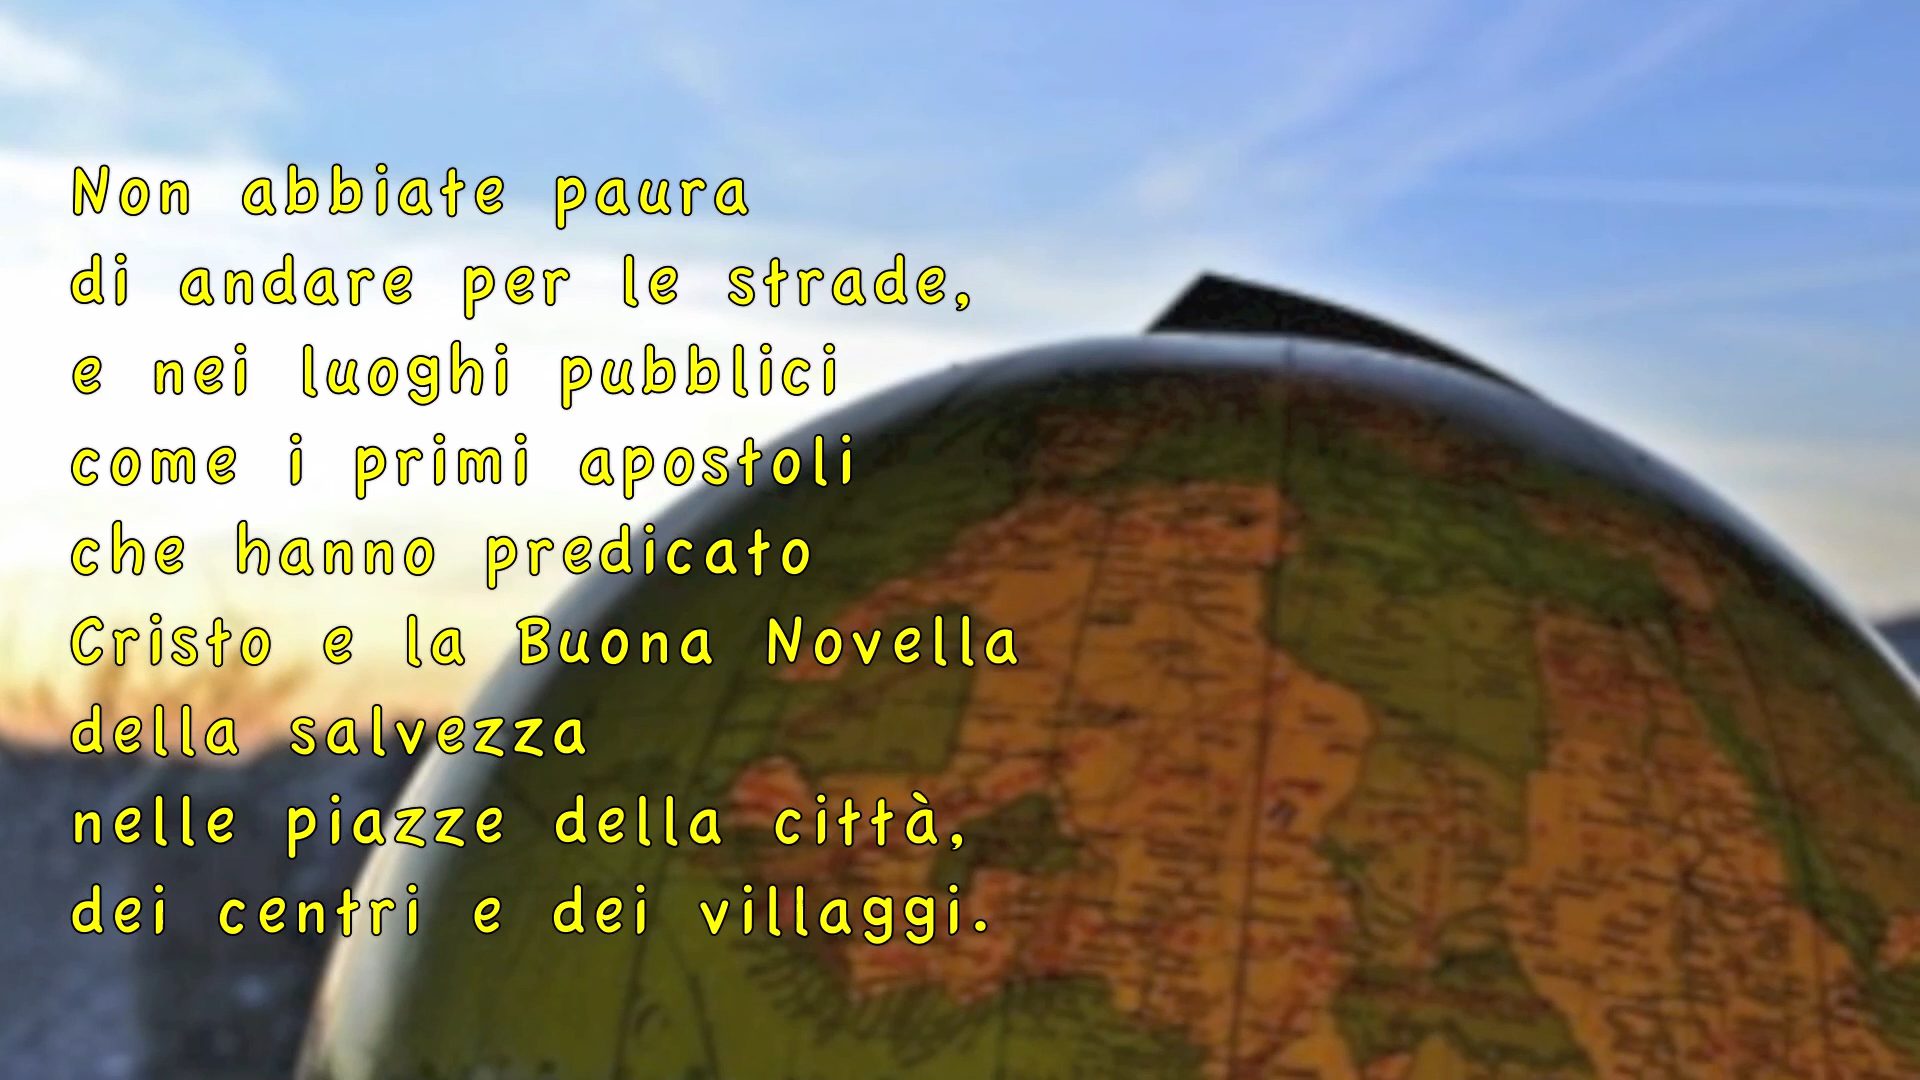 Non abbiate paura
di andare per le strade,
e nei luoghi pubblici
come i primi apostoli
che hanno predicato
Cristo e la Buona Novella
della salvezza
nelle piazze della città,
dei centri e dei villaggi.